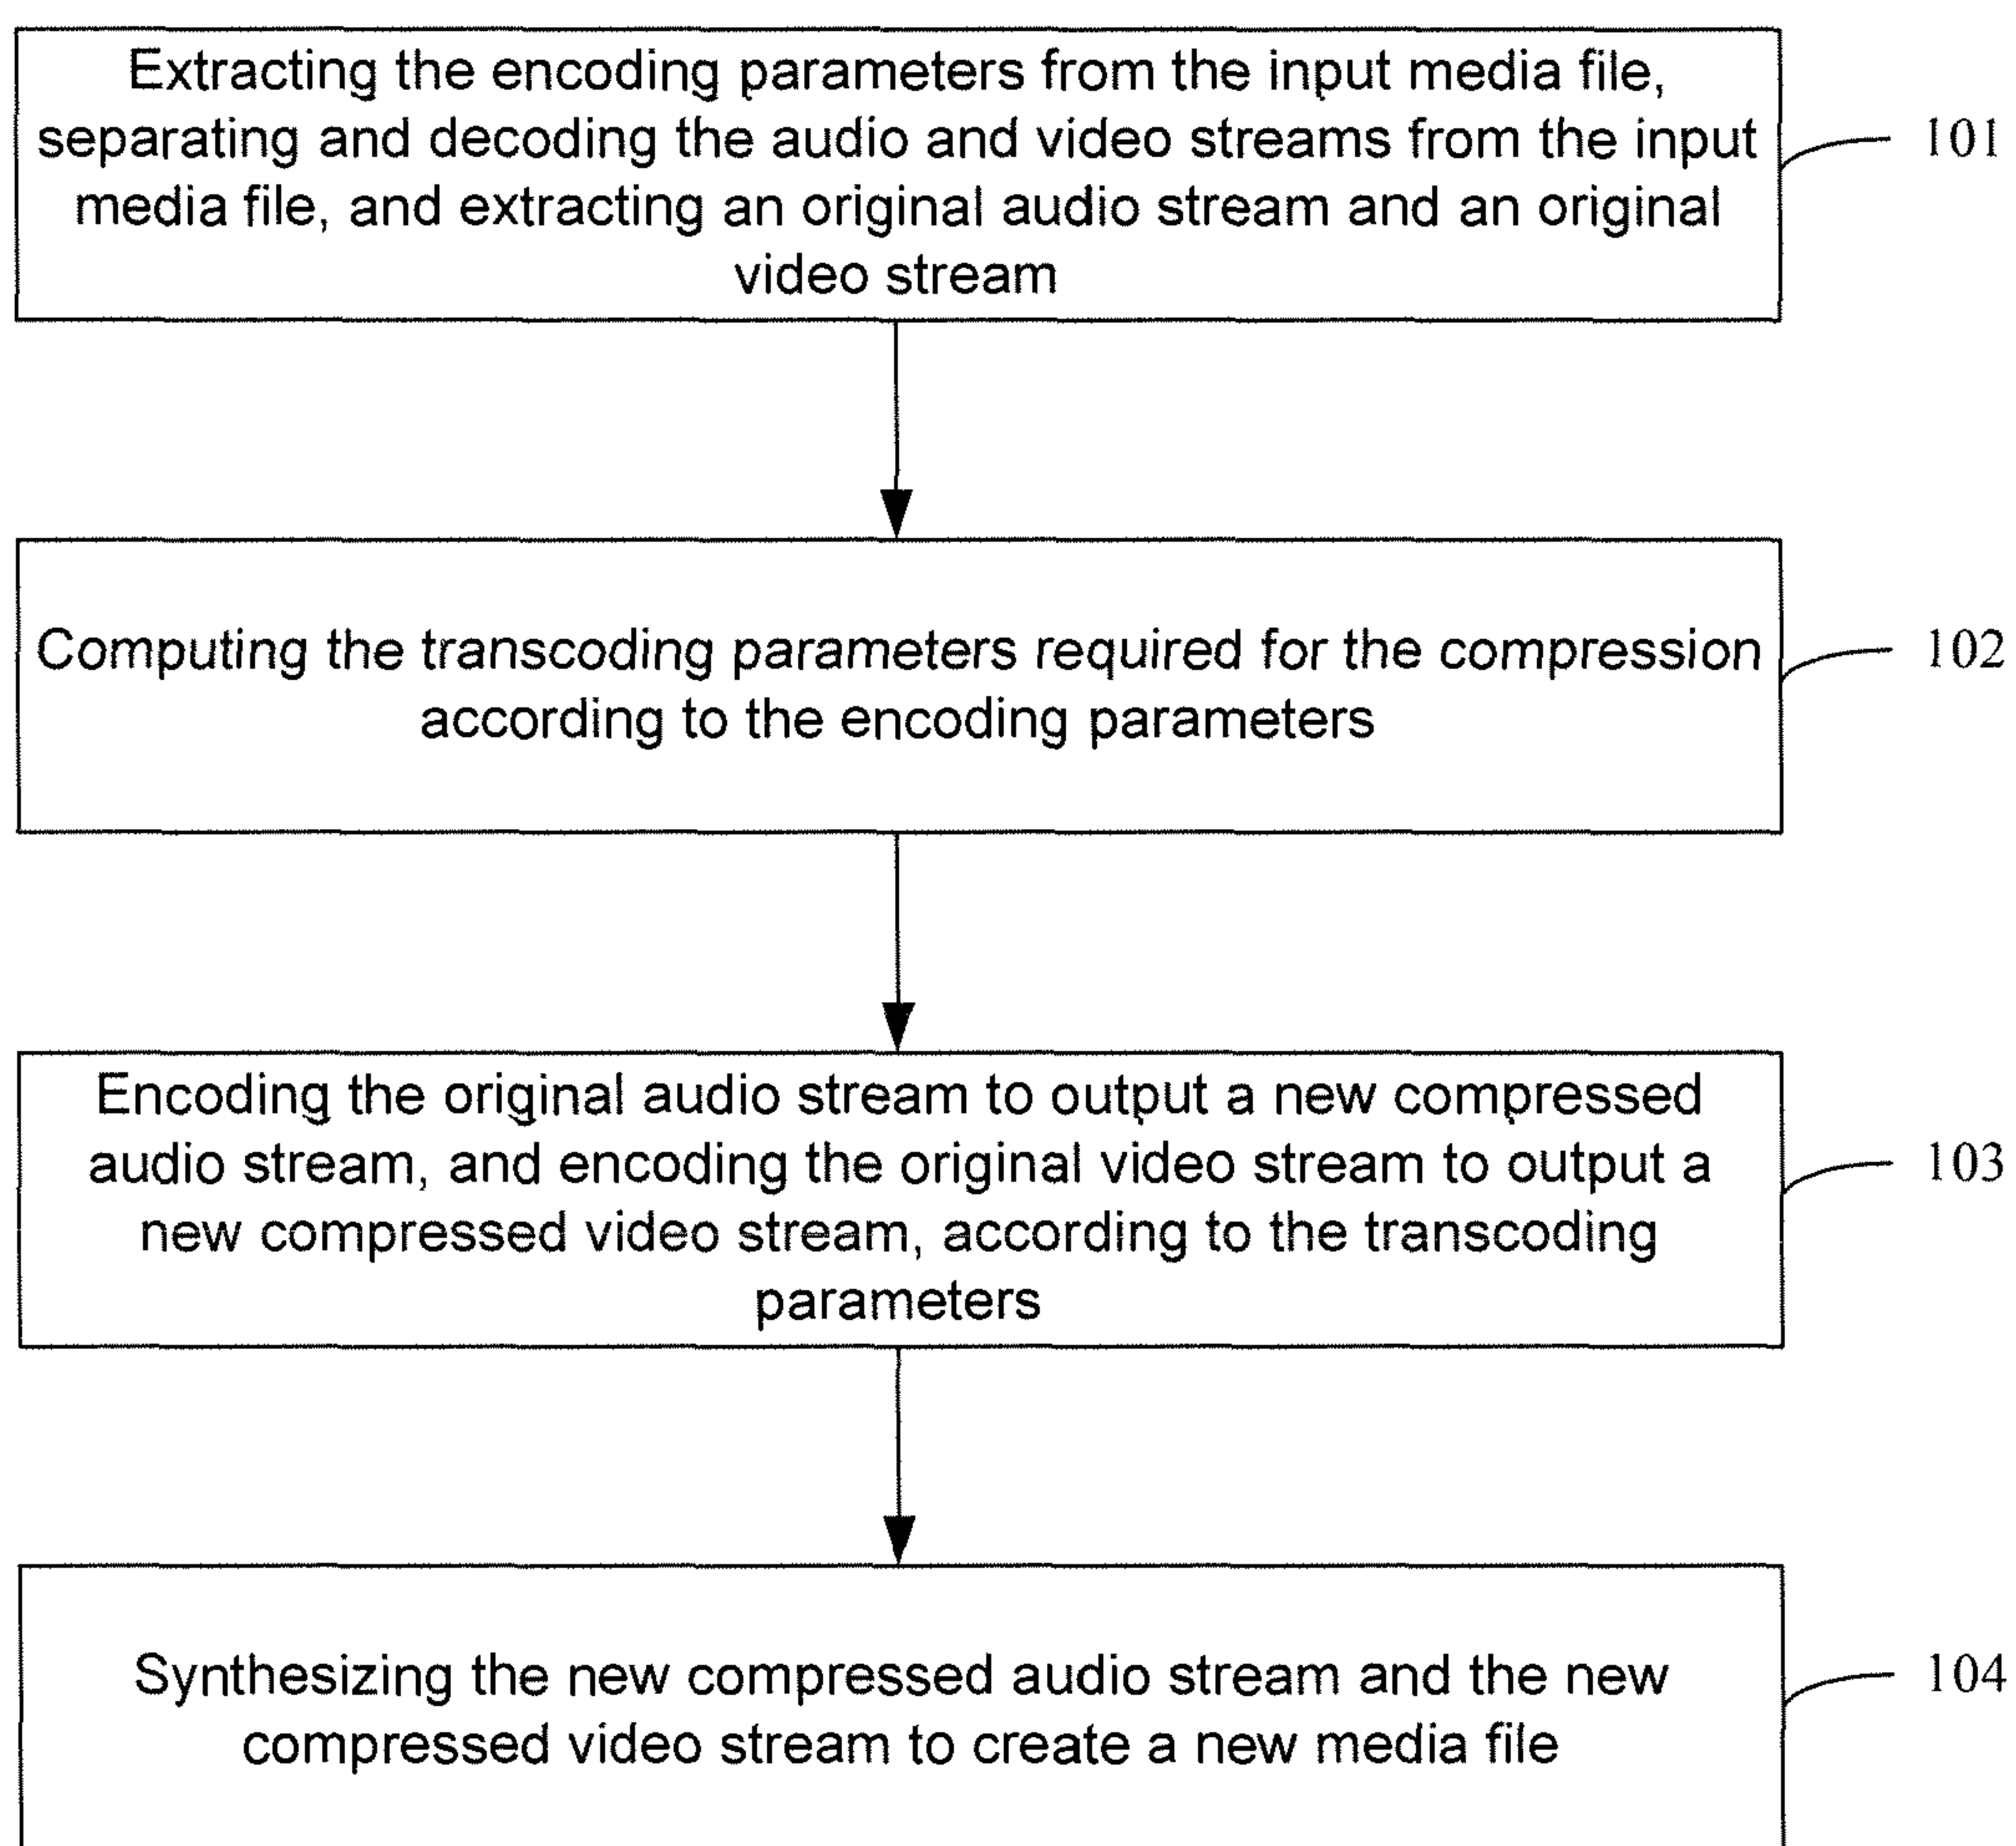 Extracting the encoding parameters from the input media file,
separating and decoding the audio and video streams from the input
media file, and extracting an original audio stream and an original
video stream
101
Computing the transcoding parameters required for the compression
according to the encoding parameters
102
Encoding the original audio stream to output a new compressed
audio stream, and encoding the original video stream to output a
new compressed video stream, according to the transcoding
parameters
103
Synthesizing the new compressed audio stream and the new
compressed video stream to create a new media file
104